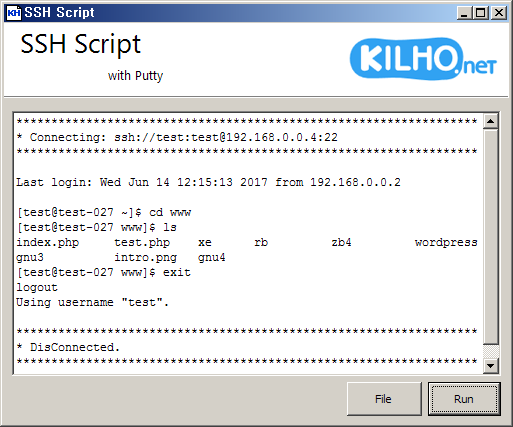 SSH Script
SSH Script
with Putty
KILHO.net
******************************************************************
* Connecting: ssh://test:test@192.168.0.0.4:22
******************************************************************
Last login: Wed Jun 14 12:15:13 2017 from 192.168.0.2
[test@test-027 ~]$ cd www
[test@test-027 www]$ ls
index.php     test.php    xe      rb         zb4         wordpress
gnu3          intro.png   gnu4
[test@test-027 www]$ exit
logout
Using username "test".
******************************************************************
* DisConnected.
******************************************************************
File
Run